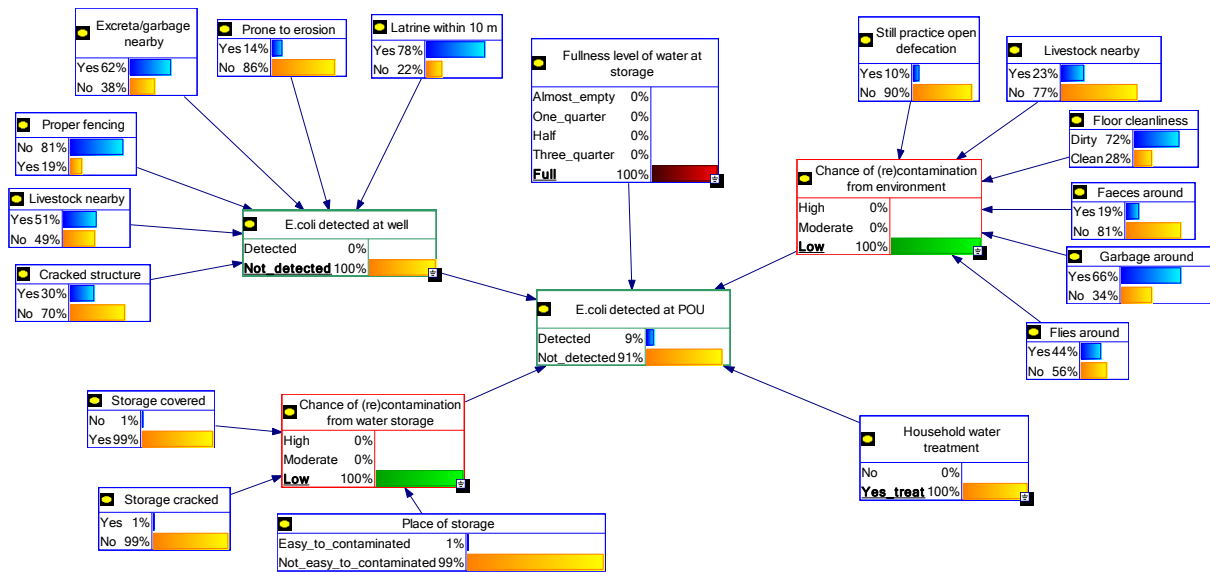 Excreta/garbage
nearby
Yes 62%
No 38%
Prone to erosion
Yes 14%
No 86%
Latrine within 10 m
Yes 78%
No 22%
Proper fencing
No 81%
Yes 19%
Livestock nearby
Yes 51%
No 49%
Cracked structure
Yes 30%
No 70%
E.coli detected at well
Detected 0%
Not_detected 100%
Fullness level of water at
storage
Almost_empty 0%
One_quarter 0%
Half 0%
Three_quarter 0%
Full 100%
Still practice open
defecation
Yes 10%
No 90%
Livestock nearby
Yes 23%
No 77%
Floor cleanliness
Dirty 72%
Clean 28%
Chance of (re)contamination
from environment
High 0%
Moderate 0%
Low 100%
Faeces around
Yes 19%
No 81%
Garbage around
Yes 66%
No 34%
Flies around
Yes 44%
No 56%
E.coli detected at POU
Detected 9%
Not_detected 91%
Storage covered
No 1%
Yes 99%
Chance of (re)contamination
from water storage
High 0%
Moderate 0%
Low 100%
Storage cracked
Yes 1%
No 99%
Place of storage
Easy_to_contaminated 1%
Not_easy_to_contaminated 99%
Household water
treatment
No 0%
Yes_treat 100%